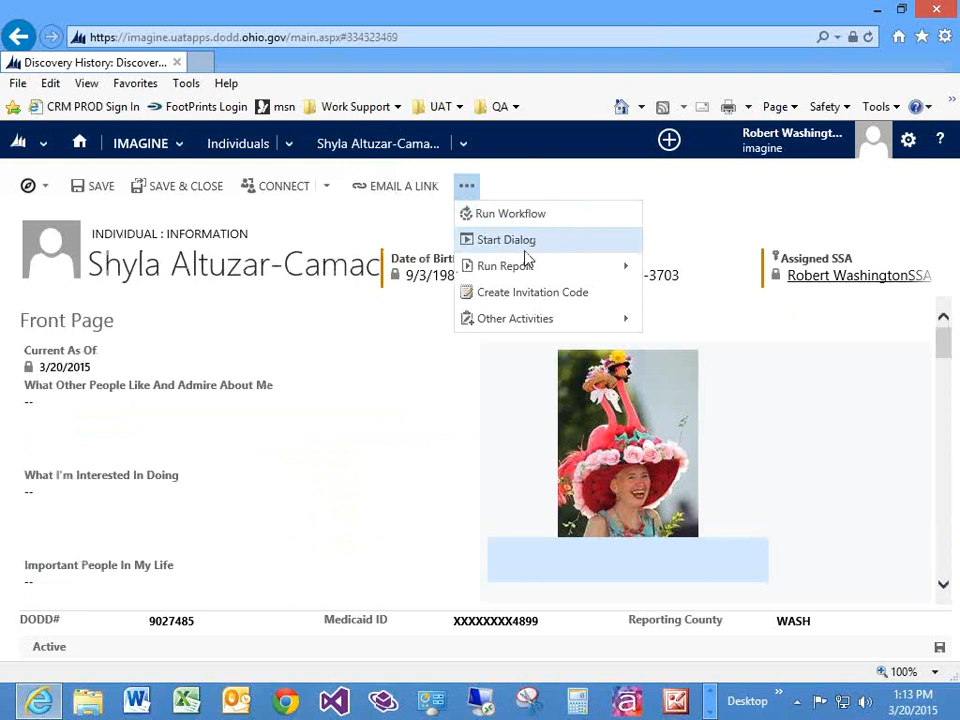 https://imagine.uatapps.dodd.ohio.gov/main.aspx#334523469
Discovery History: Discover...
File Edit View Favorites Tools Help
CRM PROD Sign In FootPrints Login msn Work Support UAT QA Page Safety Tools
IMAGINE Individuals Shyla Altuzar-Cama... Robert Washingt...
imagine
SAVE SAVE & CLOSE CONNECT EMAIL A LINK
Run Workflow
Start Dialog
Run Report
Create Invitation Code
Other Activities
INDIVIDUAL : INFORMATION
Shyla Altuzar-Camac
Date of Birt
9/3/198
-3703
Assigned SSA
Robert WashingtonSSA
Front Page
Current As Of
3/20/2015
What Other People Like And Admire About Me
--
What I'm Interested In Doing
--
Important People In My Life
--
DODD# 9027485 Medicaid ID XXXXXXXX4899 Reporting County WASH
Active
100%
Desktop
1:13 PM
3/20/2015